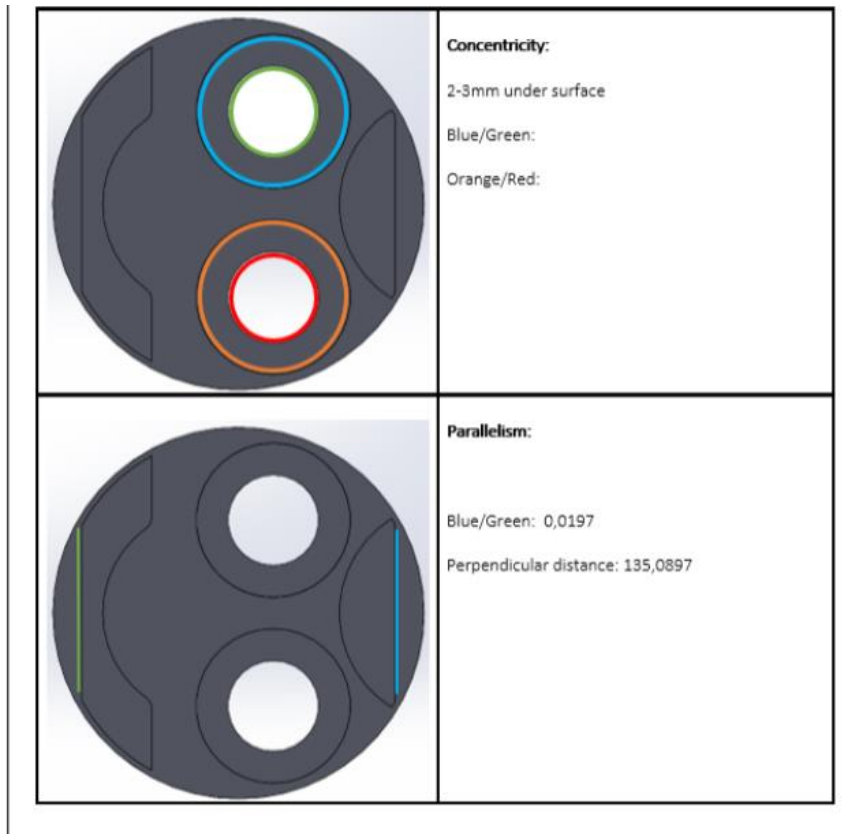 Concentricity:
2-3mm under surface
Blue/Green:
Orange/Red:
Parallelism:
Blue/Green: 0,0197
Perpendicular distance: 135,0897